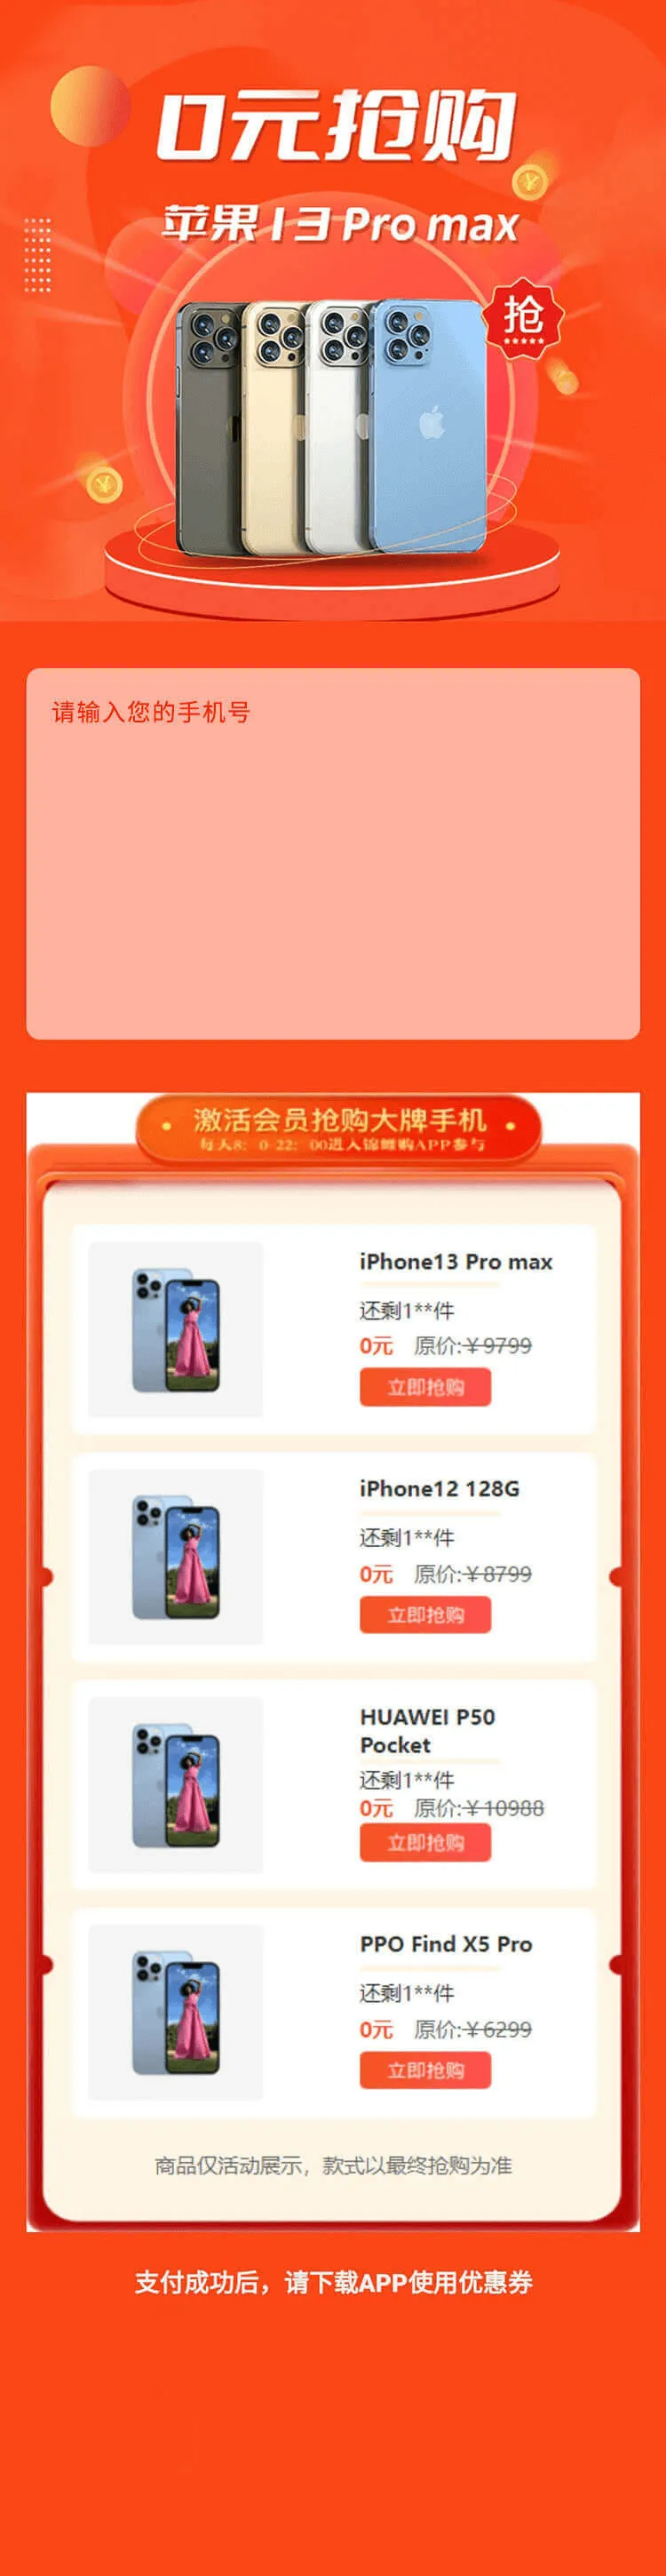 0元抢购
苹果13 Pro max
抢
请输入您的手机号
激活会员抢购大牌手机
每天8：0-22：00进入锦鲤购APP参与
iPhone13 Pro max
还剩1**件
0元 原价:￥9799
立即抢购
iPhone12 128G
还剩1**件
0元 原价:￥8799
立即抢购
HUAWEI P50
Pocket
还剩1**件
0元 原价:￥10988
立即抢购
PPO Find X5 Pro
还剩1**件
0元 原价:￥6299
立即抢购
商品仅活动展示，款式以最终抢购为准
支付成功后，请下载APP使用优惠券